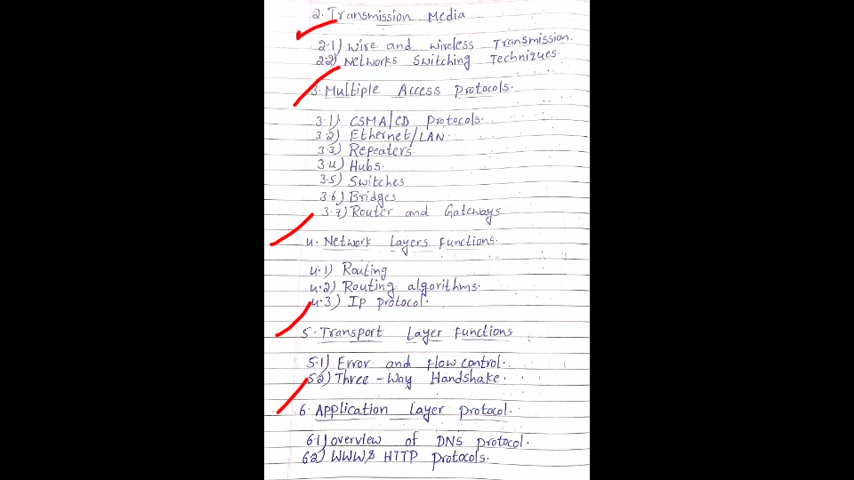 2. Transmission Media
2.1) wire and wireless Transmission.
2.2) Networks Switching Techniques.
3. Multiple Access Protocols.
3.1) CSMA/CD Protocols.
3.2) Ethernet/LAN.
3.3) Repeaters.
3.4) Hubs.
3.5) Switches
3.6) Bridges
3.7) Router and Gateways
4. Network Layers Functions.
4.1) Routing
4.2) Routing algorithms.
4.3) IP protocol.
5. Transport Layer Functions
5.1) Error and flow control.
5.2) Three-Way Handshake.
6. Application Layer Protocol.
6.1) overview of DNS protocol.
6.2) WWW & HTTP Protocols.